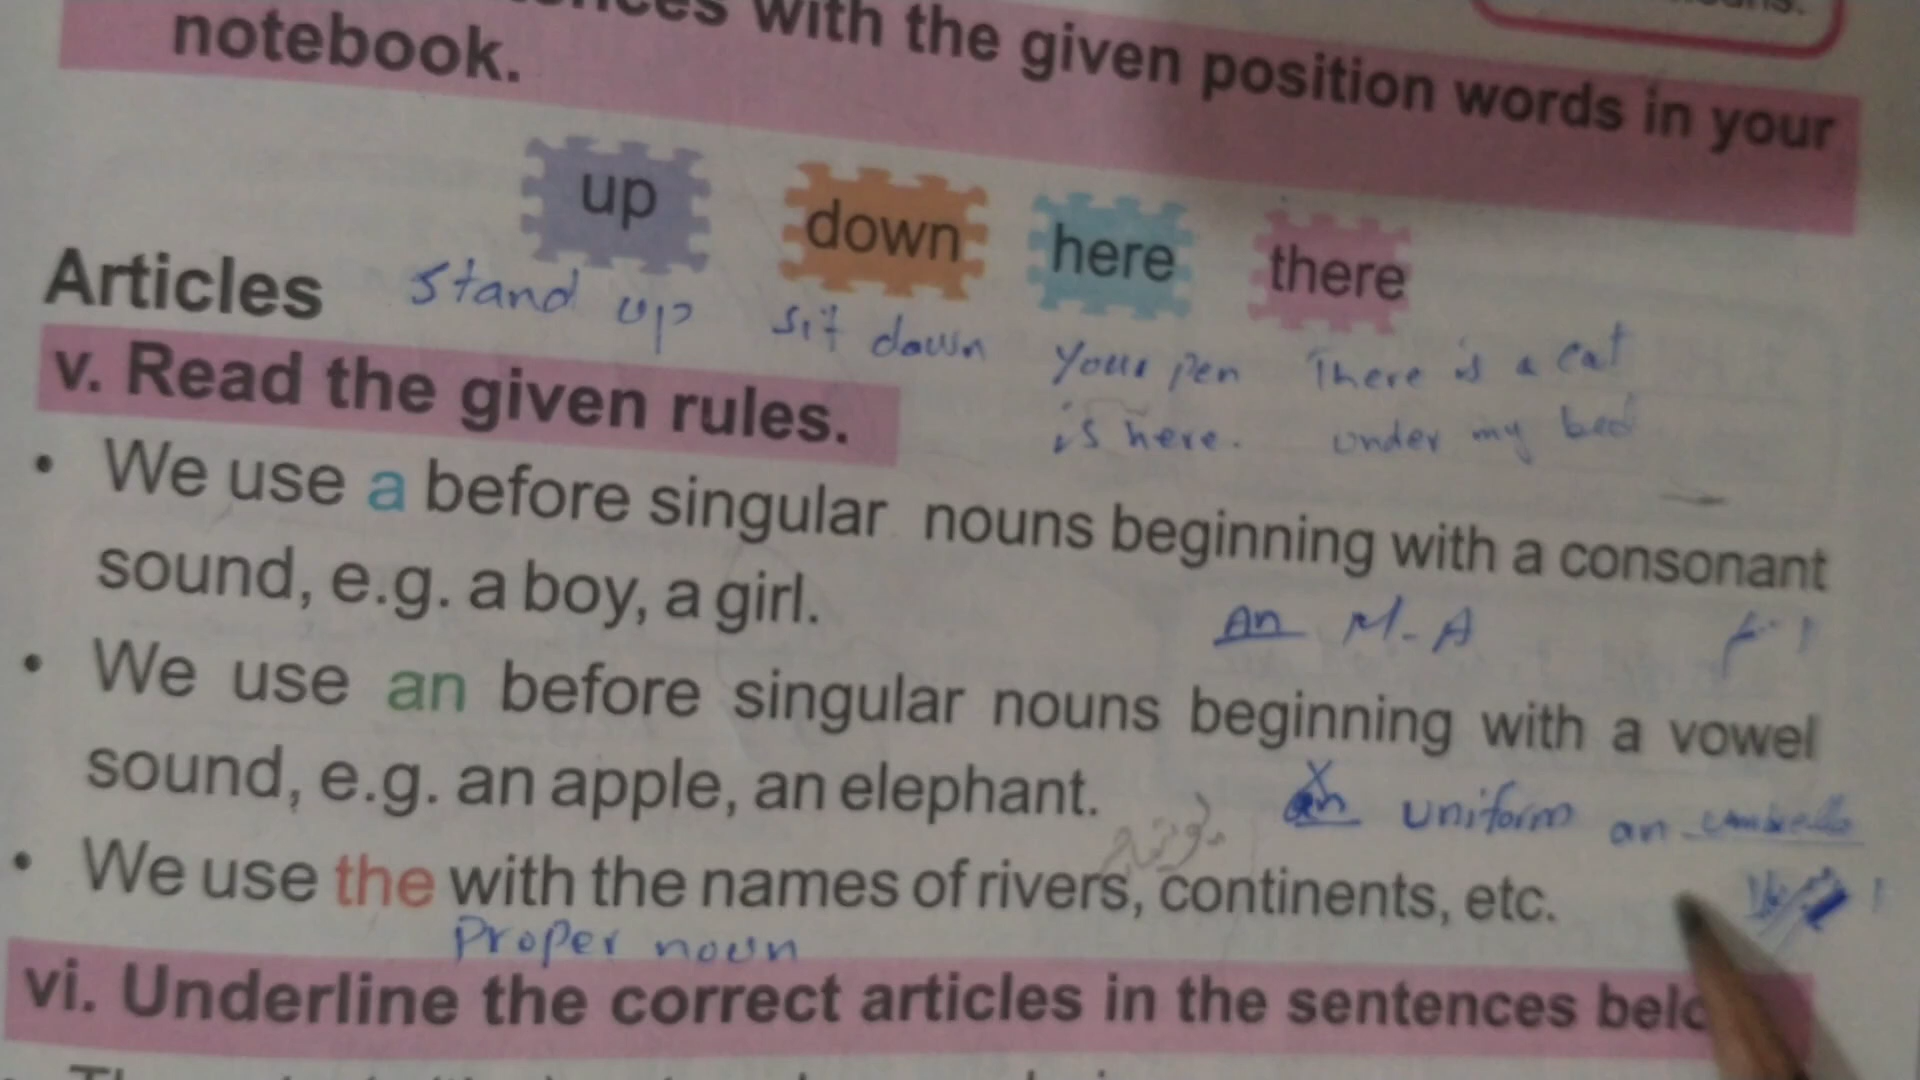 with the given position words in your
notebook.
up down here there
Articles
Stand up sit down your pen There is a cat
is here. under my bed
v. Read the given rules.
• We use a before singular nouns beginning with a consonant
sound, e.g. a boy, a girl.
An M-A
• We use an before singular nouns beginning with a vowel
sound, e.g. an apple, an elephant.
an uniform an umbrella
• We use the with the names of rivers, continents, etc.
Proper noun
vi. Underline the correct articles in the sentences